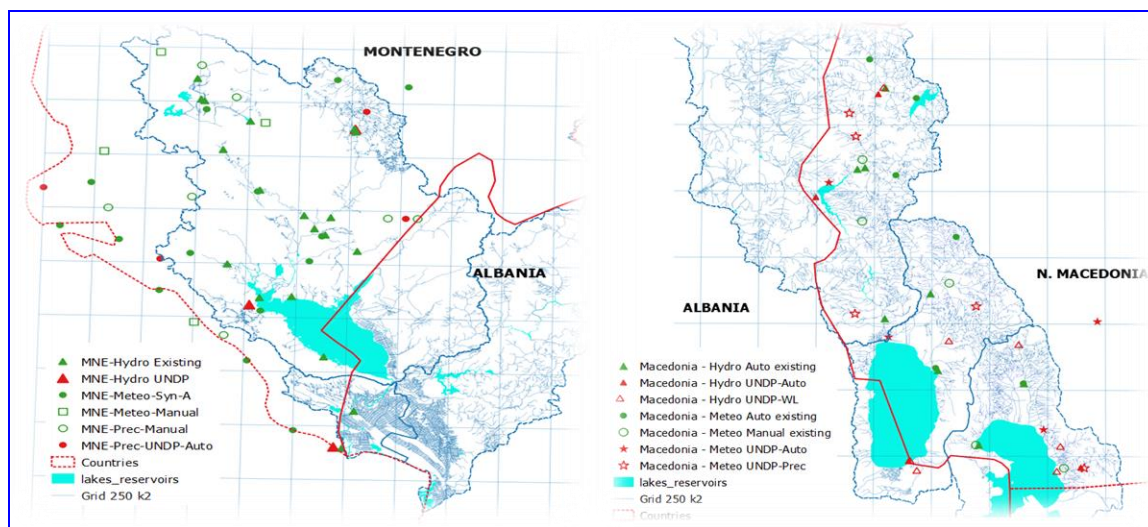 MONTENEGRO
ALBANIA
MNE-Hydro Existing
MNE-Hydro UNDP
MNE-Meteo-Syn-A
MNE-Meteo-Manual
MNE-Prec-Manual
MNE-Prec-UNDP-Auto
Countries
lakes_reservoirs
Grid 250 k2
N. MACEDONIA
ALBANIA
Macedonia - Hydro Auto existing
Macedonia - Hydro UNDP-Auto
Macedonia - Hydro UNDP-WL
Macedonia - Meteo Auto existing
Macedonia - Meteo Manual existing
Macedonia - Meteo UNDP-Auto
Macedonia - Meteo UNDP-Prec
lakes_reservoirs
Grid 250 k2
Countries